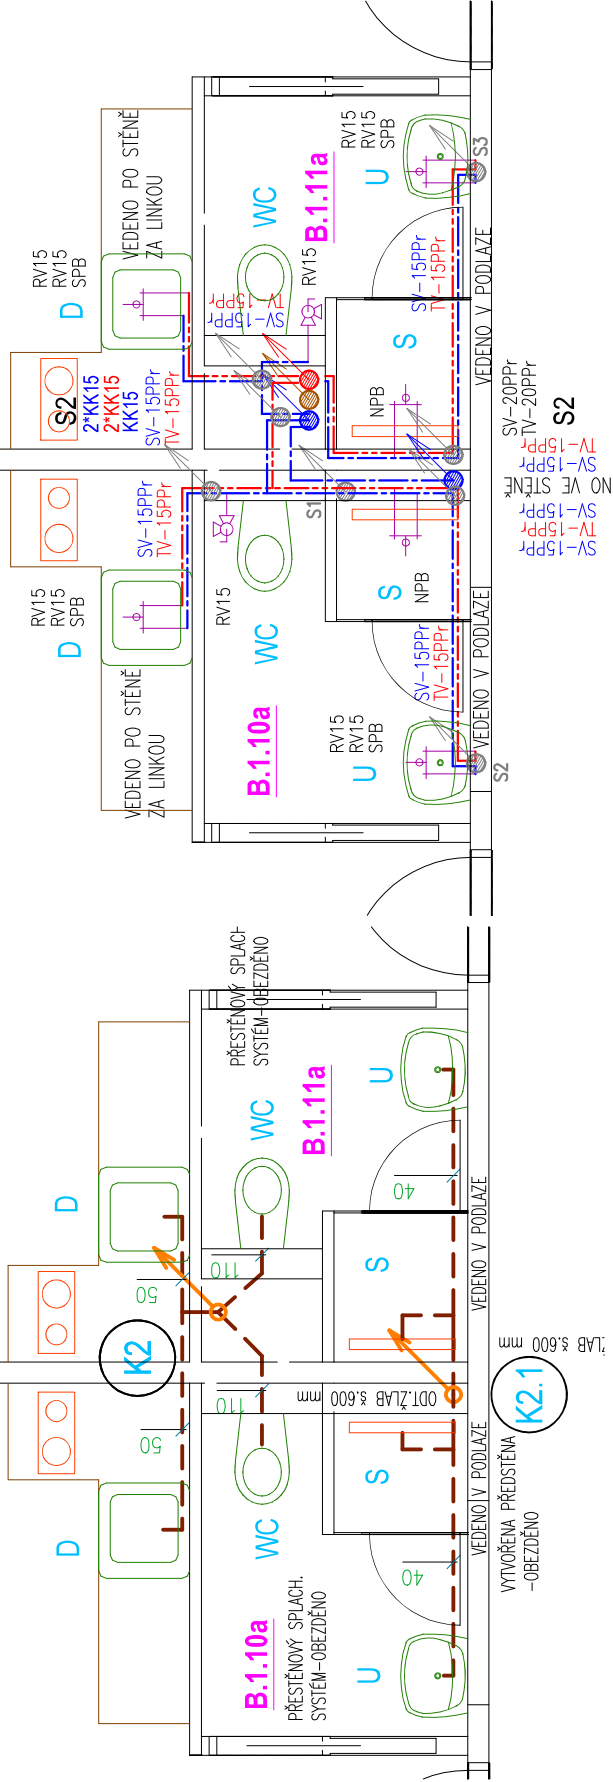 RV15
RV15
SPB
D
VEDENO PO STĚNĚ
ZA LINKOU
WC
B.1.11a
RV15
RV15
SPB
U
S3
RV15
TV-15PPr
SV-15PPr
SV-15PPr
TV-15PPr
VEDENO V PODLAZE
S2
2*KK15
2*KK15
KK15
SV-15PPr
TV-15PPr
S
NPB
SV-20PPr
TV-20PPr
S2
TV-15PPr
SV-15PPr
NO VE STĚNĚ
SV-15PPr
TV-15PPr
SV-15PPr
SV-15PPr
TV-15PPr
S1
RV15
RV15
SPB
D
RV15
WC
S
NPB
SV-15PPr
TV-15PPr
VEDENO V PODLAZE
VEDENO PO STĚNĚ
ZA LINKOU
B.1.10a
RV15
RV15
SPB
U
S2
PŘESTĚNOVÝ SPLACH
SYSTÉM-OBEZDĚNO
D
WC
B.1.11a
U
40
VEDENO V PODLAZE
50
110
S
K2
ŽLAB š.600 mm
K2.1
ODT.ŽLAB š.600 mm
110
50
S
VEDENO V PODLAZE
VYTVOŘENA PŘEDSTĚNA
-OBEZDĚNO
D
WC
40
B.1.10a
PŘESTĚNOVÝ SPLACH.
SYSTÉM-OBEZDĚNO
U